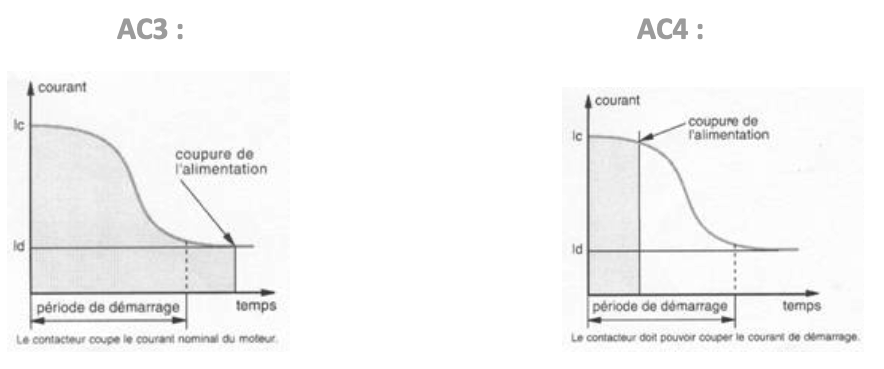 AC3 :
courant
Ic
coupure de
l'alimentation
Id
période de démarrage
temps
Le contacteur coupe le courant nominal du moteur.
AC4 :
courant
Ic
coupure de
l'alimentation
Id
période de démarrage
temps
Le contacteur doit pouvoir couper le courant de démarrage.